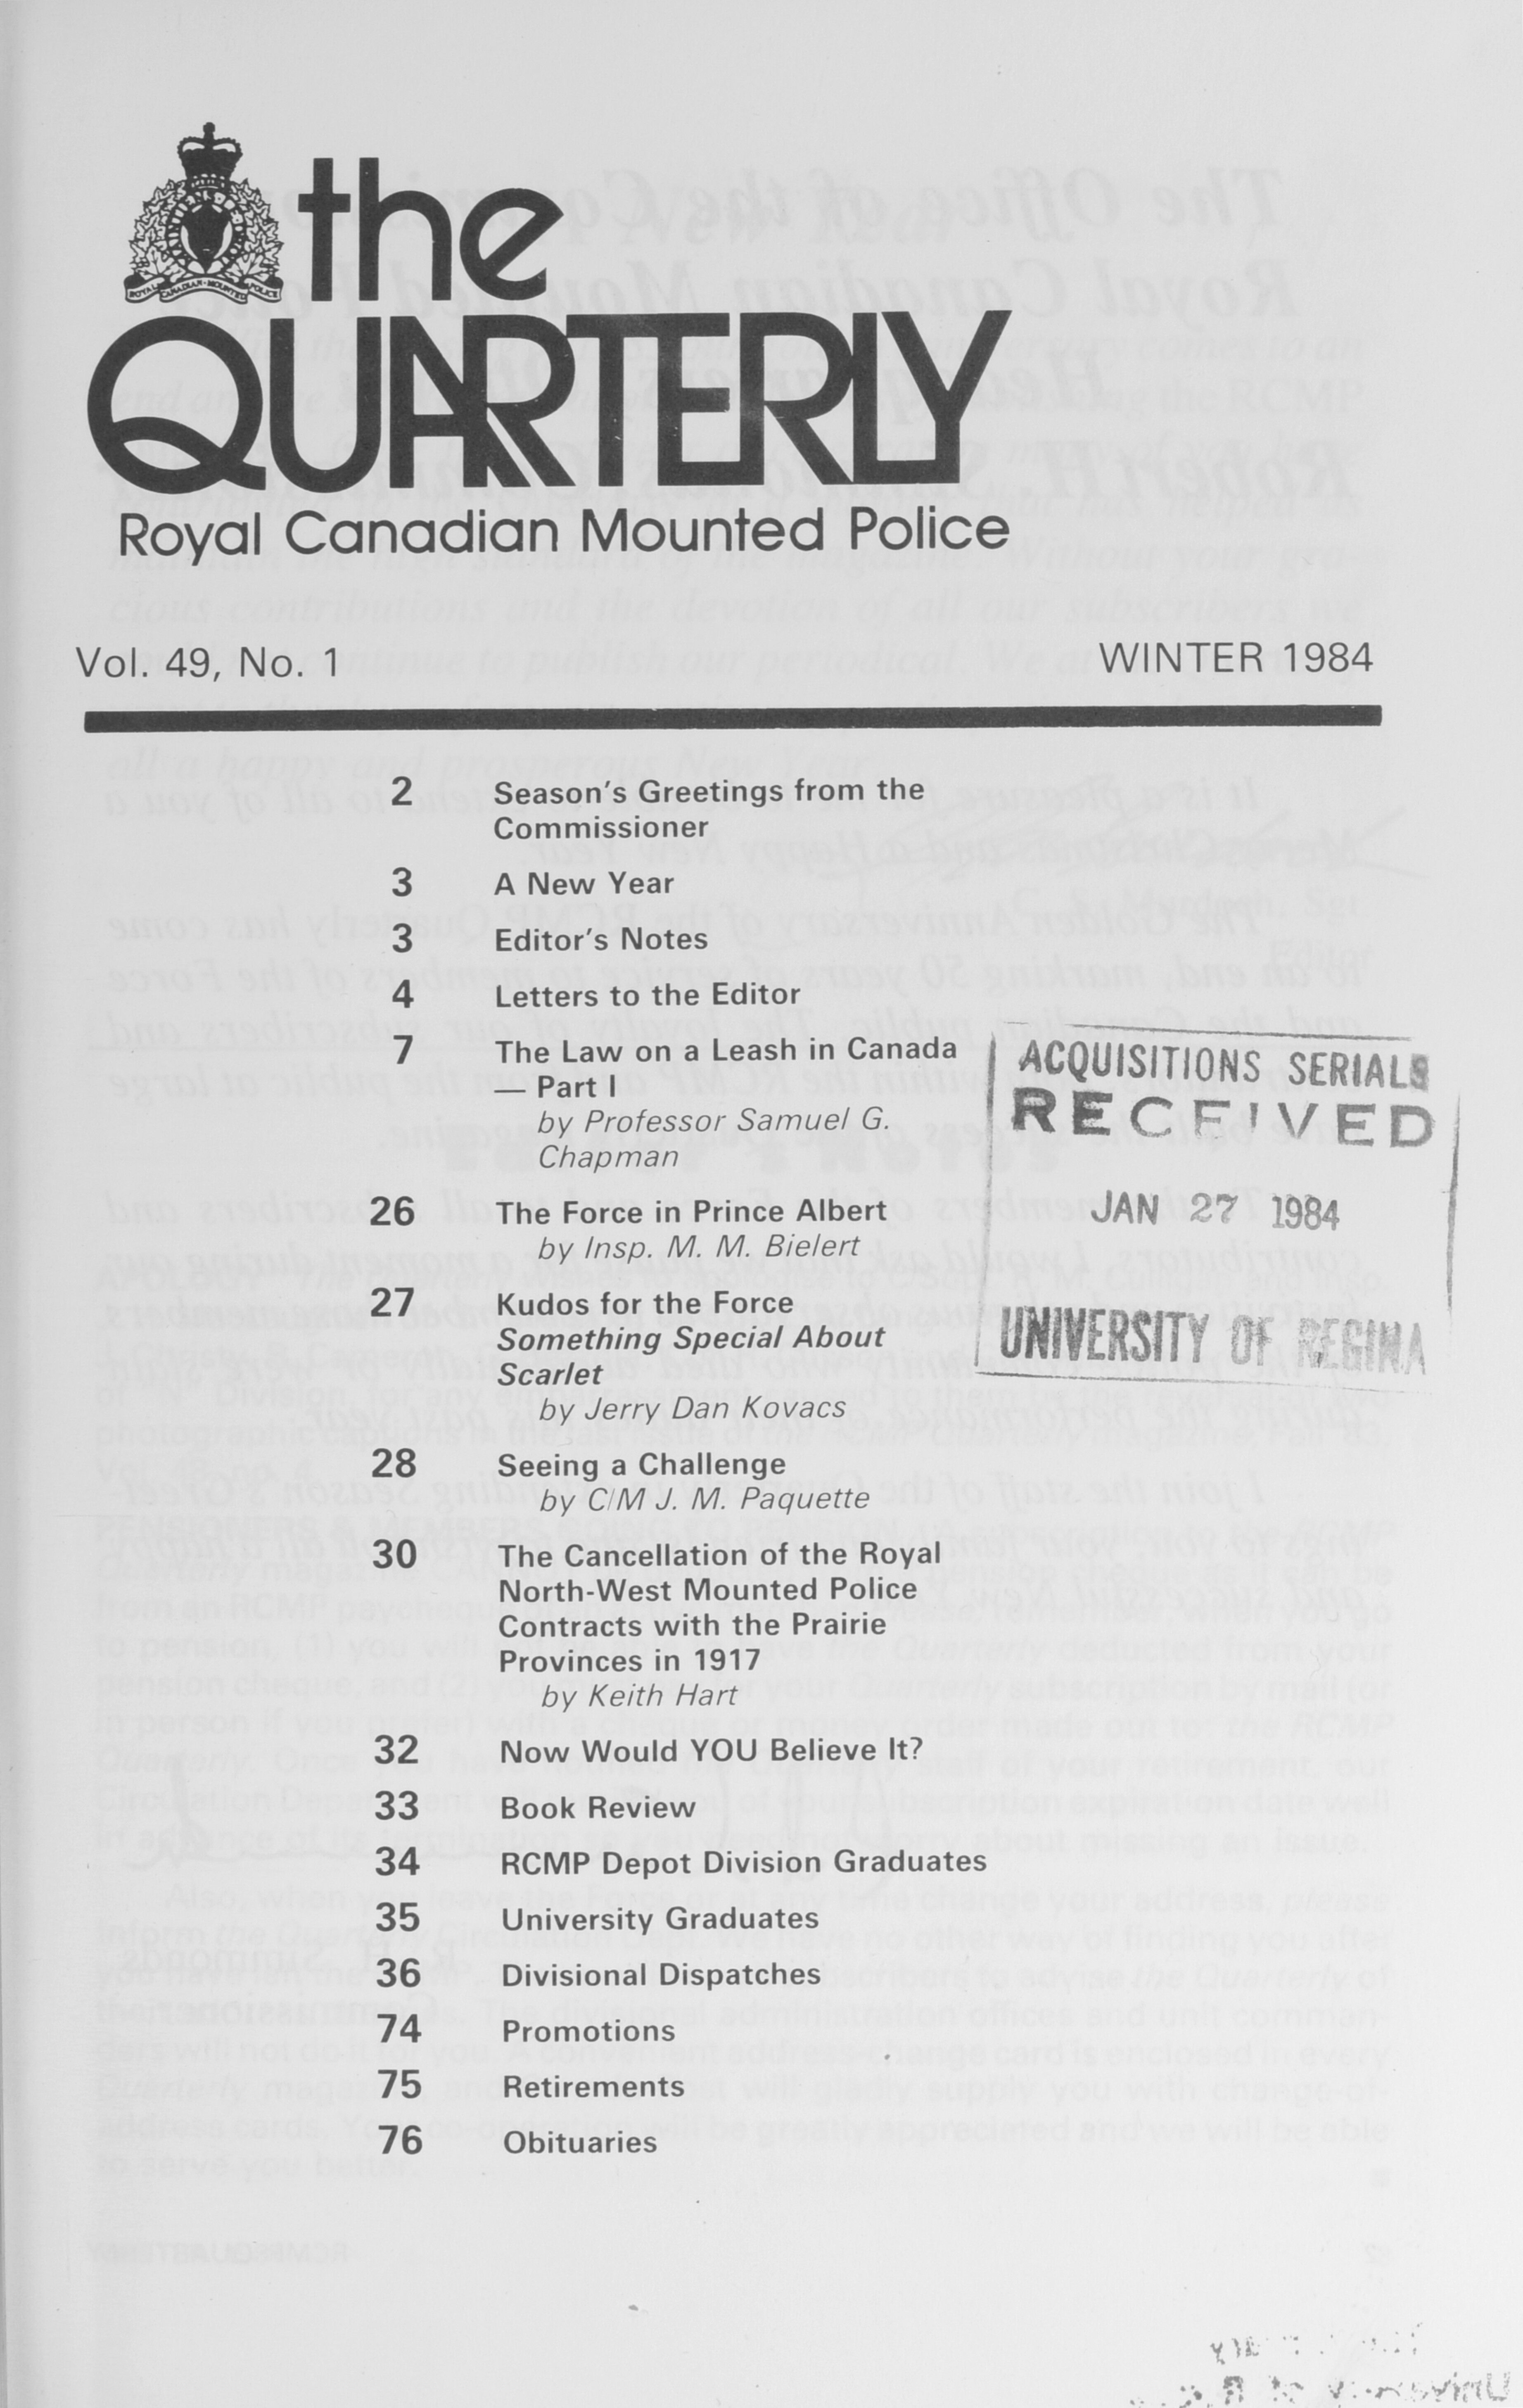 the
QUARTERLY
Royal Canadian Mounted Police
ROYAL CANADIAN MOUNTED POLICE
Vol. 49, No. 1 WINTER 1984
2 Season's Greetings from the
Commissioner
3 A New Year
3 Editor's Notes
4 Letters to the Editor
7 The Law on a Leash in Canada
— Part I
by Professor Samuel G.
Chapman
26 The Force in Prince Albert
by Insp. M. M. Bielert
27 Kudos for the Force
Something Special About
Scarlet
by Jerry Dan Kovacs
28 Seeing a Challenge
by C/M J. M. Paquette
30 The Cancellation of the Royal
North-West Mounted Police
Contracts with the Prairie
Provinces in 1917
by Keith Hart
32 Now Would YOU Believe It?
33 Book Review
34 RCMP Depot Division Graduates
35 University Graduates
36 Divisional Dispatches
74 Promotions
75 Retirements
76 Obituaries
ACQUISITIONS SERIALS
RECEIVED
JAN 27 1984
UNIVERSITY OF REGINA